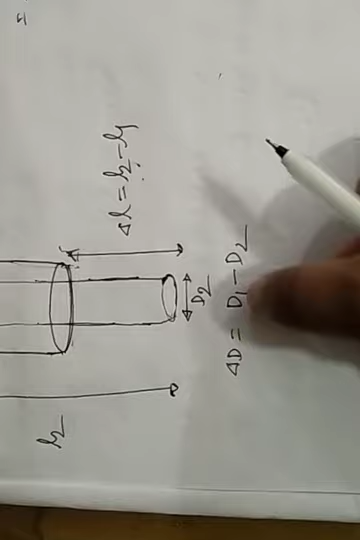 Δl = l₂ - l₁
D₂
ΔD = D₁ - D₂
l₂